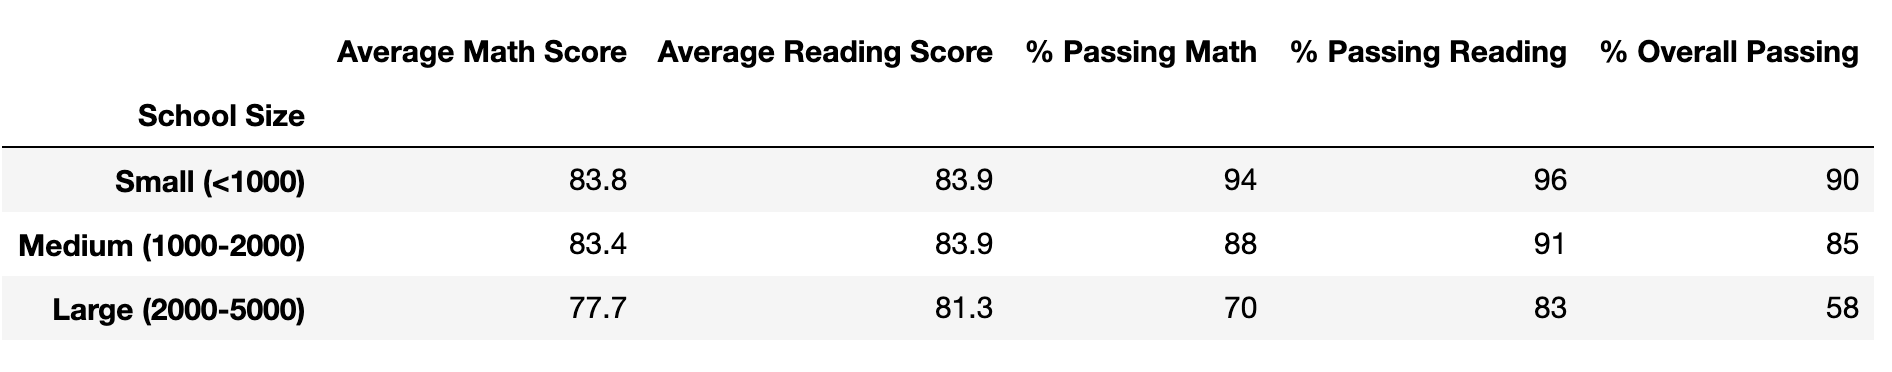 Average Math Score Average Reading Score % Passing Math % Passing Reading % Overall Passing
School Size
Small (<1000) 83.8 83.9 94 96 90
Medium (1000-2000) 83.4 83.9 88 91 85
Large (2000-5000) 77.7 81.3 70 83 58